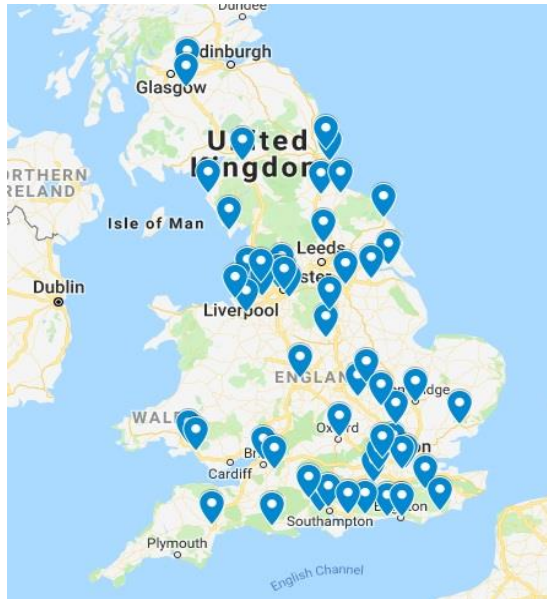 Dundee
Edinburgh
Glasgow
United
Kingdom
NORTHERN
IRELAND
Isle of Man
Leeds
Dublin
Liverpool
ENGLAND
WALES
Oxford
Cardiff
Southampton
Plymouth
English Channel